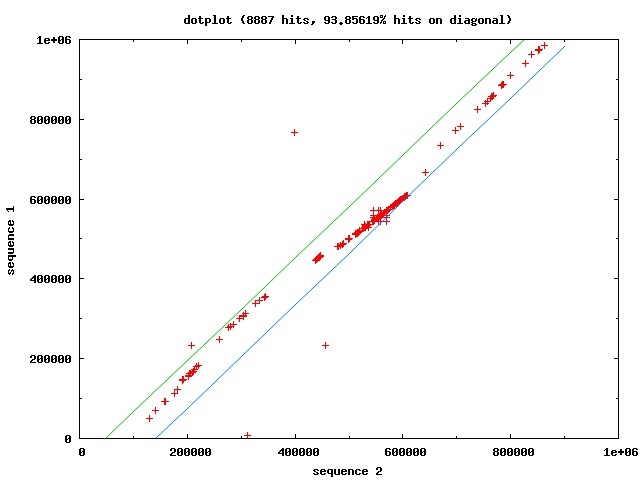 dotplot (8887 hits, 93.85619% hits on diagonal)
1e+06
800000
600000
400000
200000
0
sequence 1
0 200000 400000 600000 800000 1e+06
sequence 2